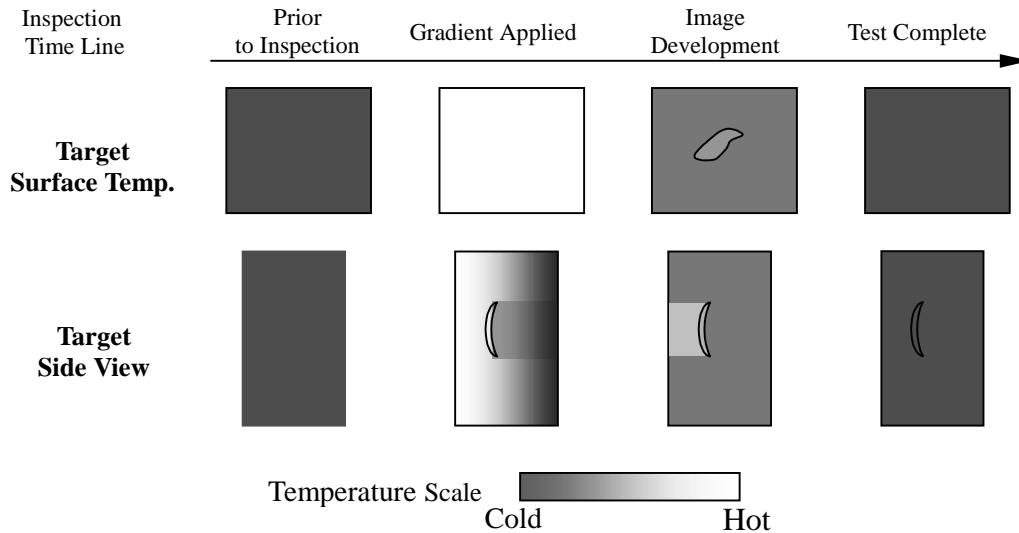 Inspection
Time Line
Prior
to Inspection
Gradient Applied
Image
Development
Test Complete
Target
Surface Temp.
Target
Side View
Temperature Scale
Cold
Hot